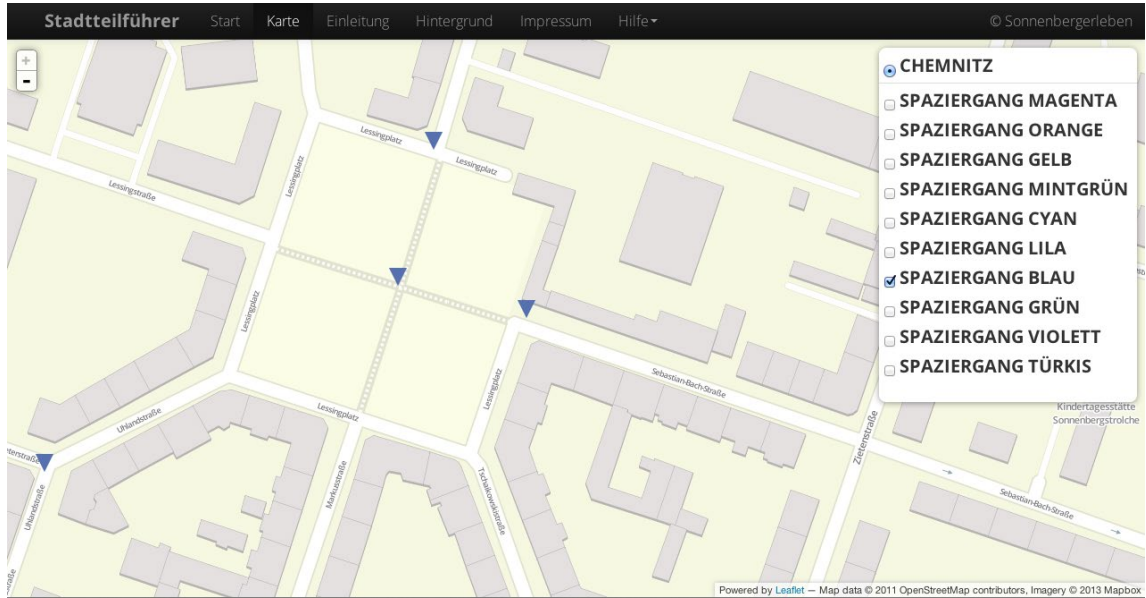 Stadtteilführer Start Karte Einleitung Hintergrund Impressum Hilfe © Sonnenbergerleben
+
-
CHEMNITZ
SPAZIERGANG MAGENTA
SPAZIERGANG ORANGE
SPAZIERGANG GELB
SPAZIERGANG MINTGRÜN
SPAZIERGANG CYAN
SPAZIERGANG LILA
SPAZIERGANG BLAU
SPAZIERGANG GRÜN
SPAZIERGANG VIOLETT
SPAZIERGANG TÜRKIS
Lessingplatz
Lessingplatz
Lessingplatz
Lessingstraße
Lessingplatz
Lessingplatz
Lessingplatz
Sebastian-Bach-Straße
Kindertagesstätte
Sonnenbergstrolche
Uhlandstraße
Zietenstraße
Markusstraße
Tschaikowskistraße
Uhlandstraße
Sebastian-Bach-Straße
Powered by Leaflet — Map data © 2011 OpenStreetMap contributors, Imagery © 2013 Mapbox